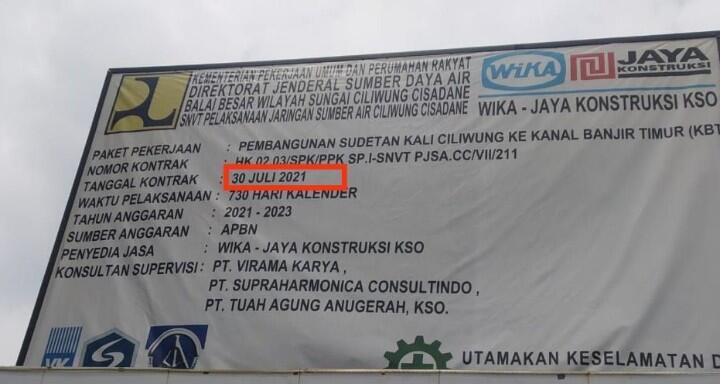 KEMENTERIAN PEKERJAAN UMUM DAN PERUMAHAN RAKYAT
DIREKTORAT JENDERAL SUMBER DAYA AIR
BALAI BESAR WILAYAH SUNGAI CILIWUNG CISADANE
SNVT PELAKSANAAN JARINGAN SUMBER AIR CILIWUNG CISADANE
WIKA
JAYA
KONSTRUKSI
WIKA - JAYA KONSTRUKSI KSO
PAKET PEKERJAAN : PEMBANGUNAN SUDETAN KALI CILIWUNG KE KANAL BANJIR TIMUR (KBT
NOMOR KONTRAK : HK.02.03/SPK/PPK SP.I-SNVT PJSA.CC/VII/211
TANGGAL KONTRAK : 30 JULI 2021
WAKTU PELAKSANAAN : 730 HARI KALENDER
TAHUN ANGGARAN : 2021 - 2023
SUMBER ANGGARAN : APBN
PENYEDIA JASA : WIKA - JAYA KONSTRUKSI KSO
KONSULTAN SUPERVISI : PT. VIRAMA KARYA ,
PT. SUPRAHARMONICA CONSULTINDO ,
PT. TUAH AGUNG ANUGERAH, KSO.
VK
UTAMAKAN KESELAMATAN D